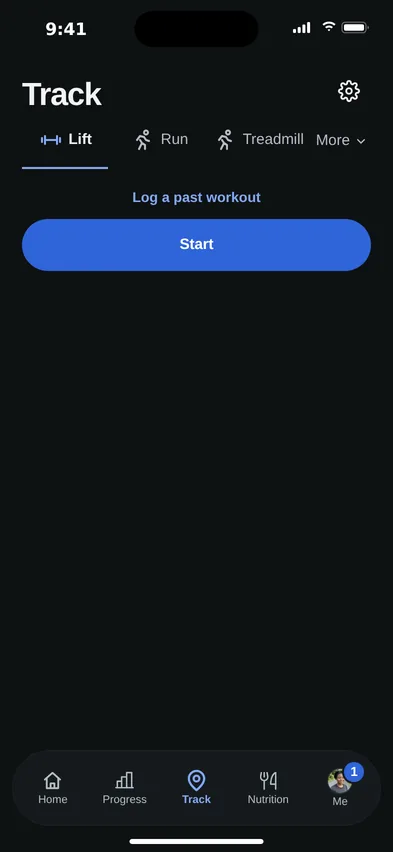 9:41
Track
Lift Run Treadmill More
Log a past workout
Start
1
Home Progress Track Nutrition Me